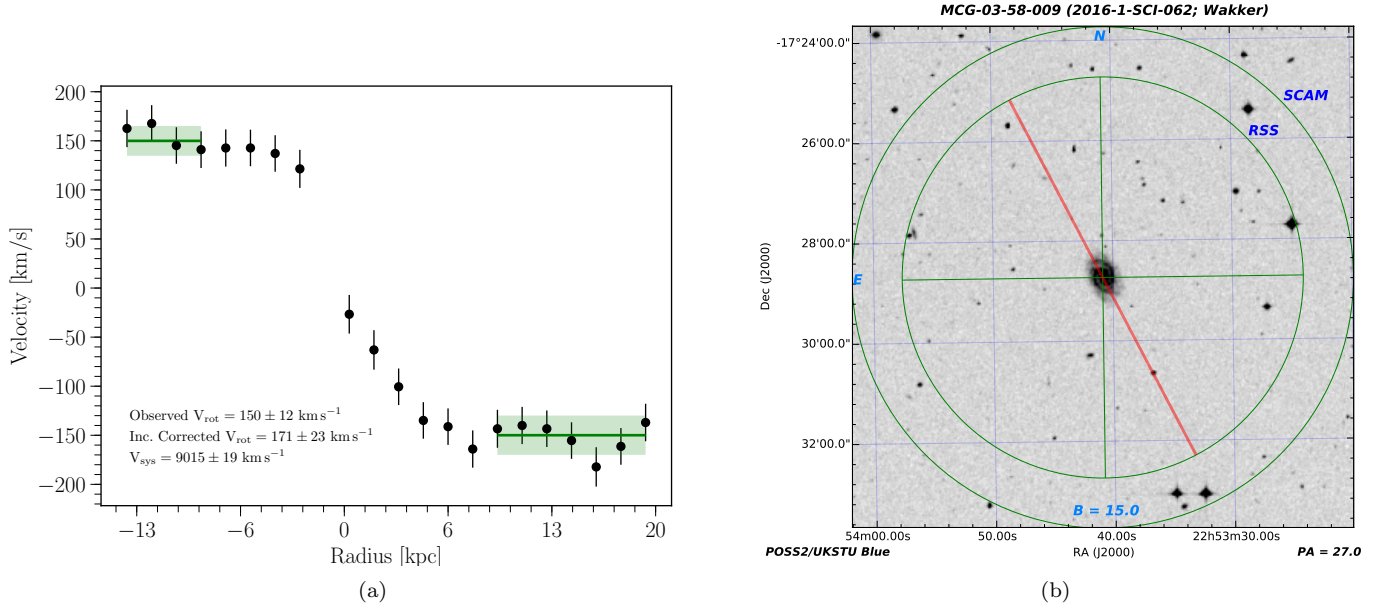 200
150
100
50
0
−50
−100
−150
−200
Velocity [km/s]
Observed V_rot = 150 ± 12 km s⁻¹
Inc. Corrected V_rot = 171 ± 23 km s⁻¹
V_sys = 9015 ± 19 km s⁻¹
−13 −6 0 6 13 20
Radius [kpc]
(a)
MCG-03-58-009 (2016-1-SCI-062; Wakker)
-17°24'00.0"
26'00.0"
28'00.0"
30'00.0"
32'00.0"
Dec (J2000)
N
SCAM
RSS
E
B = 15.0
54m00.00s 50.00s 40.00s 22h53m30.00s
POSS2/UKSTU Blue RA (J2000) PA = 27.0
(b)